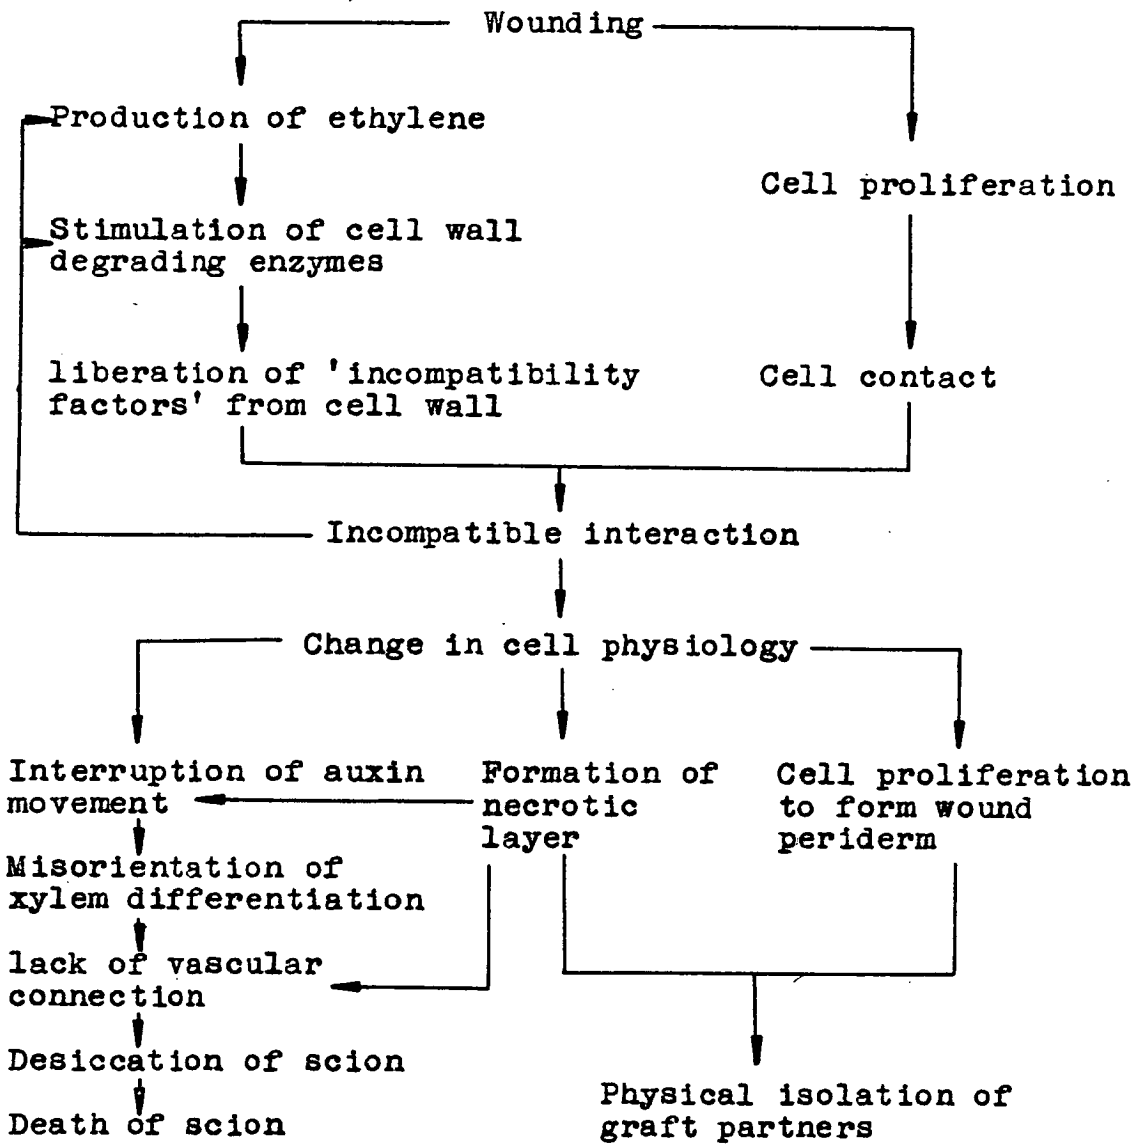 Wounding
Production of ethylene
Cell proliferation
Stimulation of cell wall
degrading enzymes
liberation of 'incompatibility
factors' from cell wall
Cell contact
Incompatible interaction
Change in cell physiology
Interruption of auxin
movement
Formation of
necrotic
layer
Cell proliferation
to form wound
periderm
Misorientation of
xylem differentiation
lack of vascular
connection
Desiccation of scion
Death of scion
Physical isolation of
graft partners